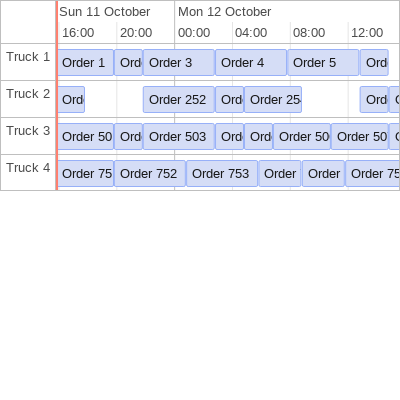 Sun 11 October Mon 12 October
16:00 20:00 00:00 04:00 08:00 12:00
Truck 1 Order 1 Ord Order 3 Order 4 Order 5 Ord
Truck 2 Ord Order 252 Ord Order 25 Ord
Truck 3 Order 50 Ord Order 503 Ord Ord Order 50 Order 50
Truck 4 Order 75 Order 752 Order 753 Order Order Order 75